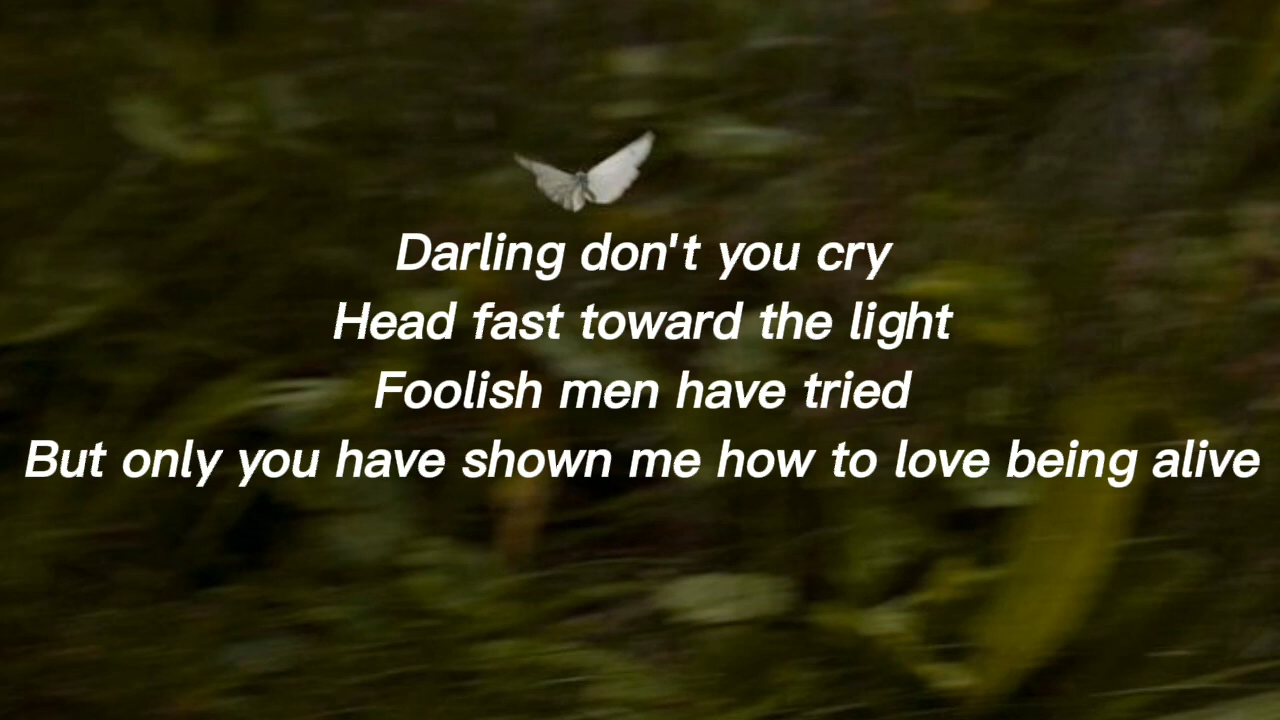 Darling don't you cry
Head fast toward the light
Foolish men have tried
But only you have shown me how to love being alive